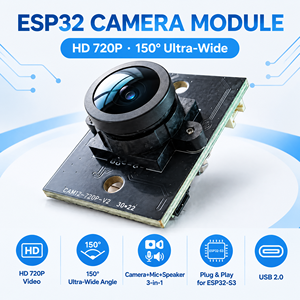 ESP32 CAMERA MODULE
HD 720P · 150° Ultra-Wide
CAM12-720P-V2 30*22
HD
150°
ESP32-S3
HD 720P
Video
150°
Ultra-Wide Angle
Camera+Mic+Speaker
3-in-1
Plug & Play
for ESP32-S3
USB 2.0